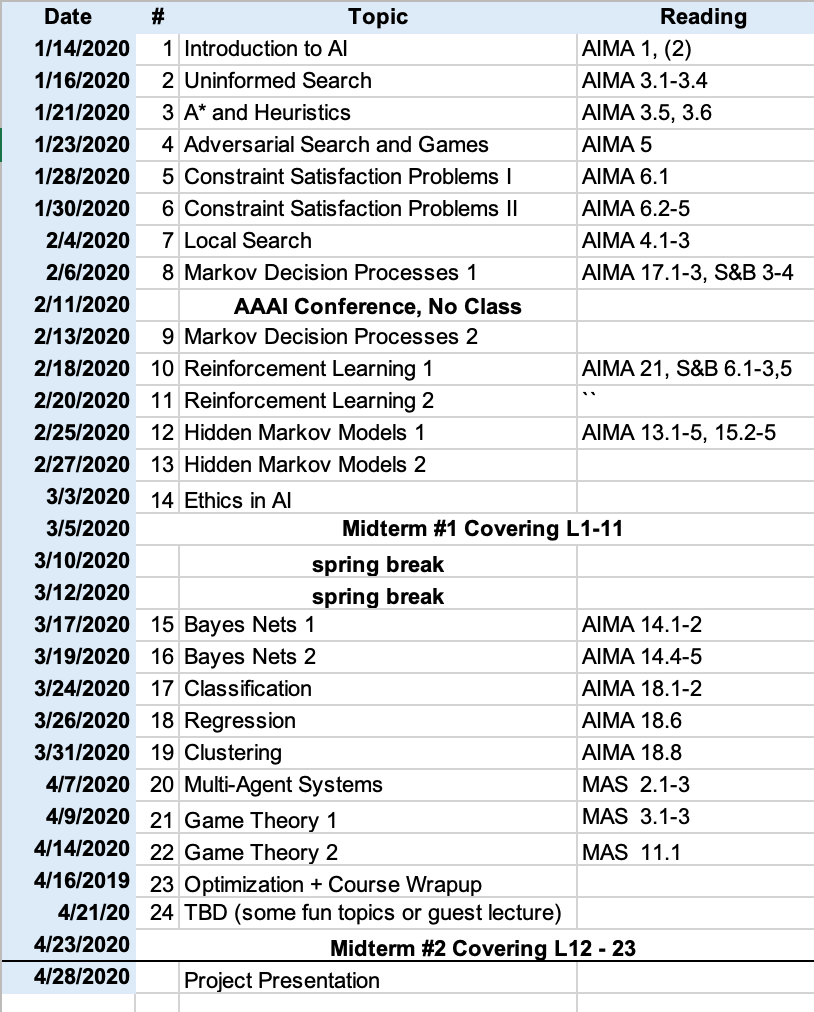 Date # Topic Reading
1/14/2020 1 Introduction to AI AIMA 1, (2)
1/16/2020 2 Uninformed Search AIMA 3.1-3.4
1/21/2020 3 A* and Heuristics AIMA 3.5, 3.6
1/23/2020 4 Adversarial Search and Games AIMA 5
1/28/2020 5 Constraint Satisfaction Problems I AIMA 6.1
1/30/2020 6 Constraint Satisfaction Problems II AIMA 6.2-5
2/4/2020 7 Local Search AIMA 4.1-3
2/6/2020 8 Markov Decision Processes 1 AIMA 17.1-3, S&B 3-4
2/11/2020 AAAI Conference, No Class
2/13/2020 9 Markov Decision Processes 2
2/18/2020 10 Reinforcement Learning 1 AIMA 21, S&B 6.1-3,5
2/20/2020 11 Reinforcement Learning 2 ``
2/25/2020 12 Hidden Markov Models 1 AIMA 13.1-5, 15.2-5
2/27/2020 13 Hidden Markov Models 2
3/3/2020 14 Ethics in AI
3/5/2020 Midterm #1 Covering L1-11
3/10/2020 spring break
3/12/2020 spring break
3/17/2020 15 Bayes Nets 1 AIMA 14.1-2
3/19/2020 16 Bayes Nets 2 AIMA 14.4-5
3/24/2020 17 Classification AIMA 18.1-2
3/26/2020 18 Regression AIMA 18.6
3/31/2020 19 Clustering AIMA 18.8
4/7/2020 20 Multi-Agent Systems MAS 2.1-3
4/9/2020 21 Game Theory 1 MAS 3.1-3
4/14/2020 22 Game Theory 2 MAS 11.1
4/16/2019 23 Optimization + Course Wrapup
4/21/20 24 TBD (some fun topics or guest lecture)
4/23/2020 Midterm #2 Covering L12 - 23
4/28/2020 Project Presentation